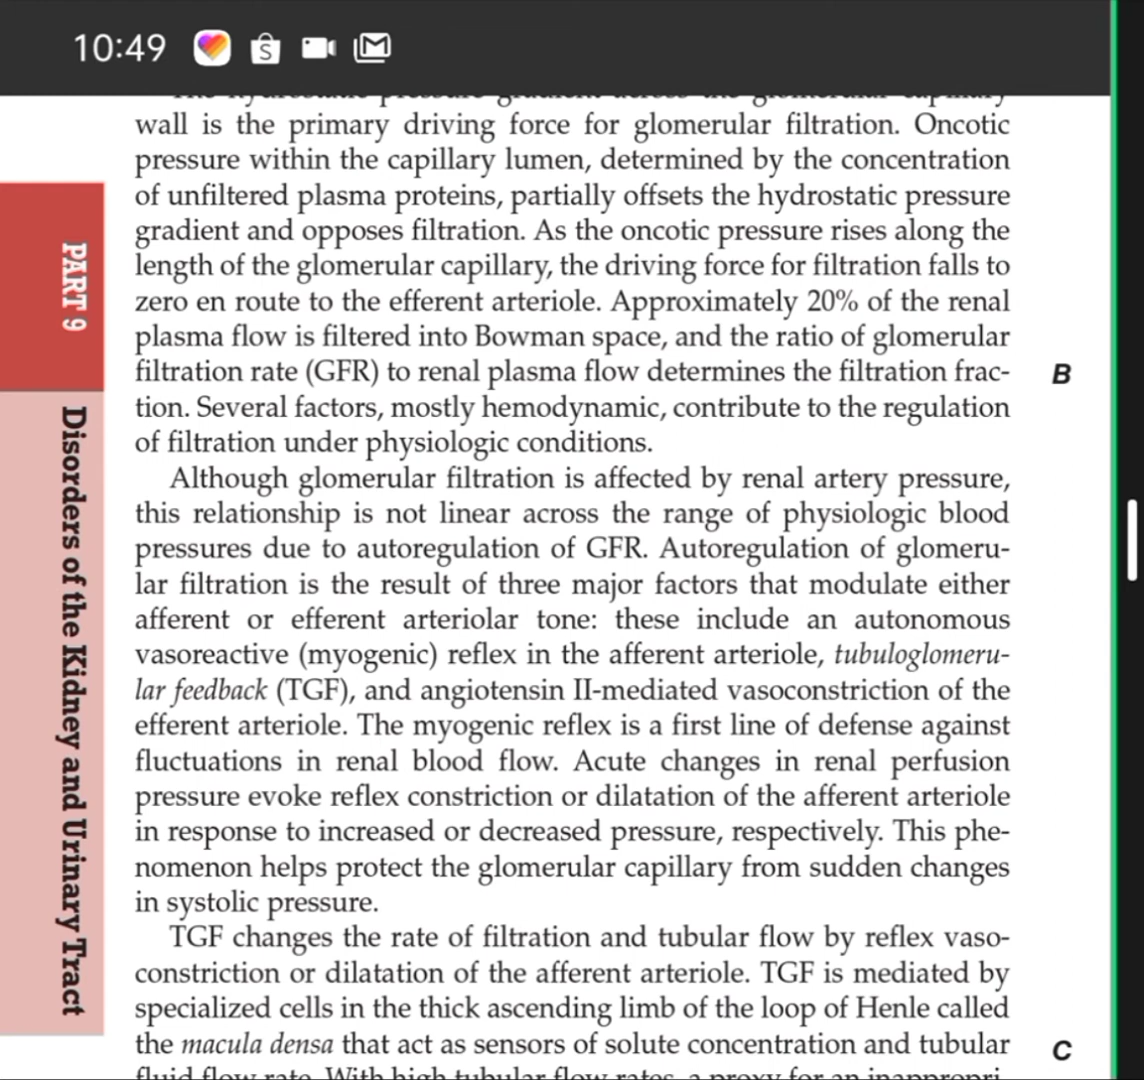 10:49
wall is the primary driving force for glomerular filtration. Oncotic
pressure within the capillary lumen, determined by the concentration
of unfiltered plasma proteins, partially offsets the hydrostatic pressure
gradient and opposes filtration. As the oncotic pressure rises along the
length of the glomerular capillary, the driving force for filtration falls to
zero en route to the efferent arteriole. Approximately 20% of the renal
plasma flow is filtered into Bowman space, and the ratio of glomerular
filtration rate (GFR) to renal plasma flow determines the filtration frac-
tion. Several factors, mostly hemodynamic, contribute to the regulation
of filtration under physiologic conditions.
Although glomerular filtration is affected by renal artery pressure,
this relationship is not linear across the range of physiologic blood
pressures due to autoregulation of GFR. Autoregulation of glomeru-
lar filtration is the result of three major factors that modulate either
afferent or efferent arteriolar tone: these include an autonomous
vasoreactive (myogenic) reflex in the afferent arteriole, tubuloglomeru-
lar feedback (TGF), and angiotensin II-mediated vasoconstriction of the
efferent arteriole. The myogenic reflex is a first line of defense against
fluctuations in renal blood flow. Acute changes in renal perfusion
pressure evoke reflex constriction or dilatation of the afferent arteriole
in response to increased or decreased pressure, respectively. This phe-
nomenon helps protect the glomerular capillary from sudden changes
in systolic pressure.
TGF changes the rate of filtration and tubular flow by reflex vaso-
constriction or dilatation of the afferent arteriole. TGF is mediated by
specialized cells in the thick ascending limb of the loop of Henle called
the macula densa that act as sensors of solute concentration and tubular
fluid flow rate. With high tubular flow rates, a proxy for an inappropri-
PART 9
Disorders of the Kidney and Urinary Tract
B
C